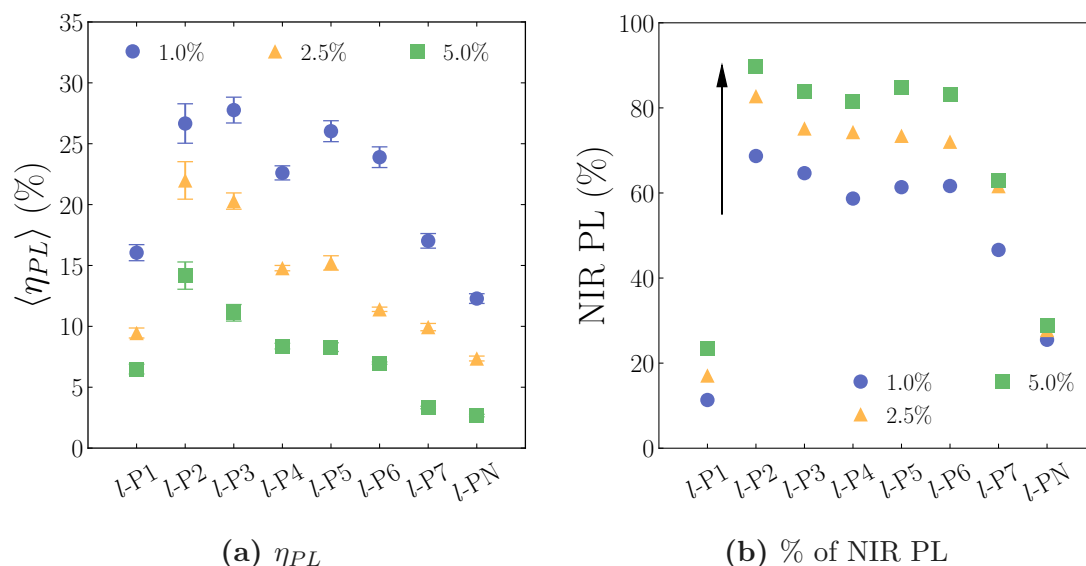 35
30
25
20
15
10
5
0
⟨η_PL⟩ (%)
1.0% 2.5% 5.0%
l-P1 l-P2 l-P3 l-P4 l-P5 l-P6 l-P7 l-PN
(a) η_PL
100
80
60
40
20
0
NIR PL (%)
1.0% 5.0%
2.5%
l-P1 l-P2 l-P3 l-P4 l-P5 l-P6 l-P7 l-PN
(b) % of NIR PL